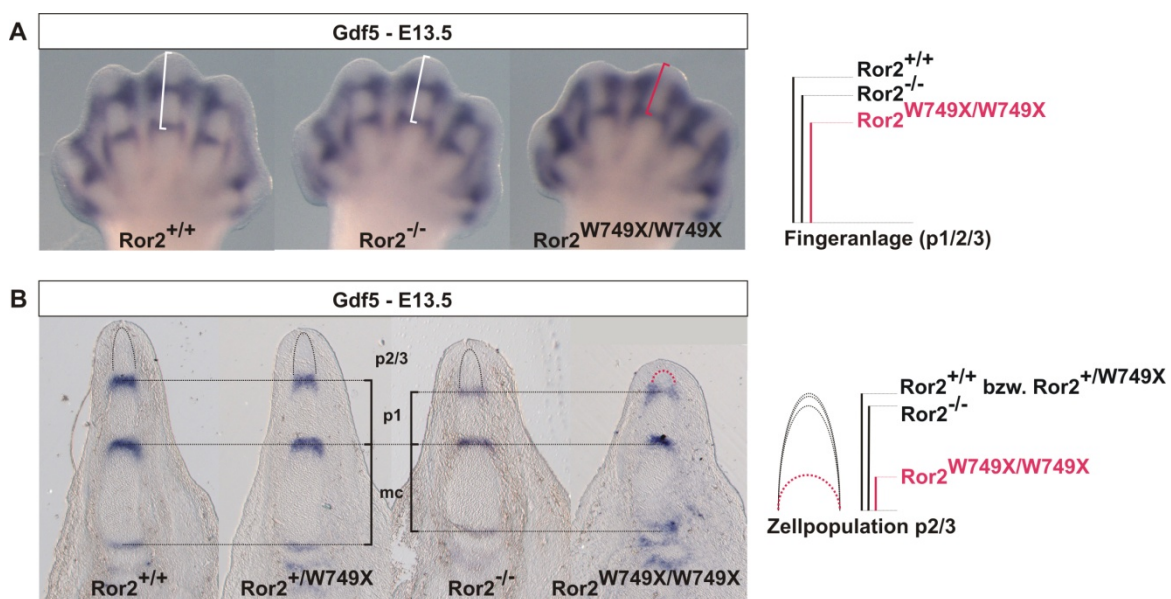 A
Gdf5 - E13.5
Ror2+/+
Ror2-/-
Ror2W749X/W749X
Ror2+/+
Ror2-/-
Ror2W749X/W749X
Fingeranlage (p1/2/3)
B
Gdf5 - E13.5
p2/3
p1
mc
Ror2+/+
Ror2+/W749X
Ror2-/-
Ror2W749X/W749X
Ror2+/+ bzw. Ror2+/W749X
Ror2-/-
Ror2W749X/W749X
Zellpopulation p2/3